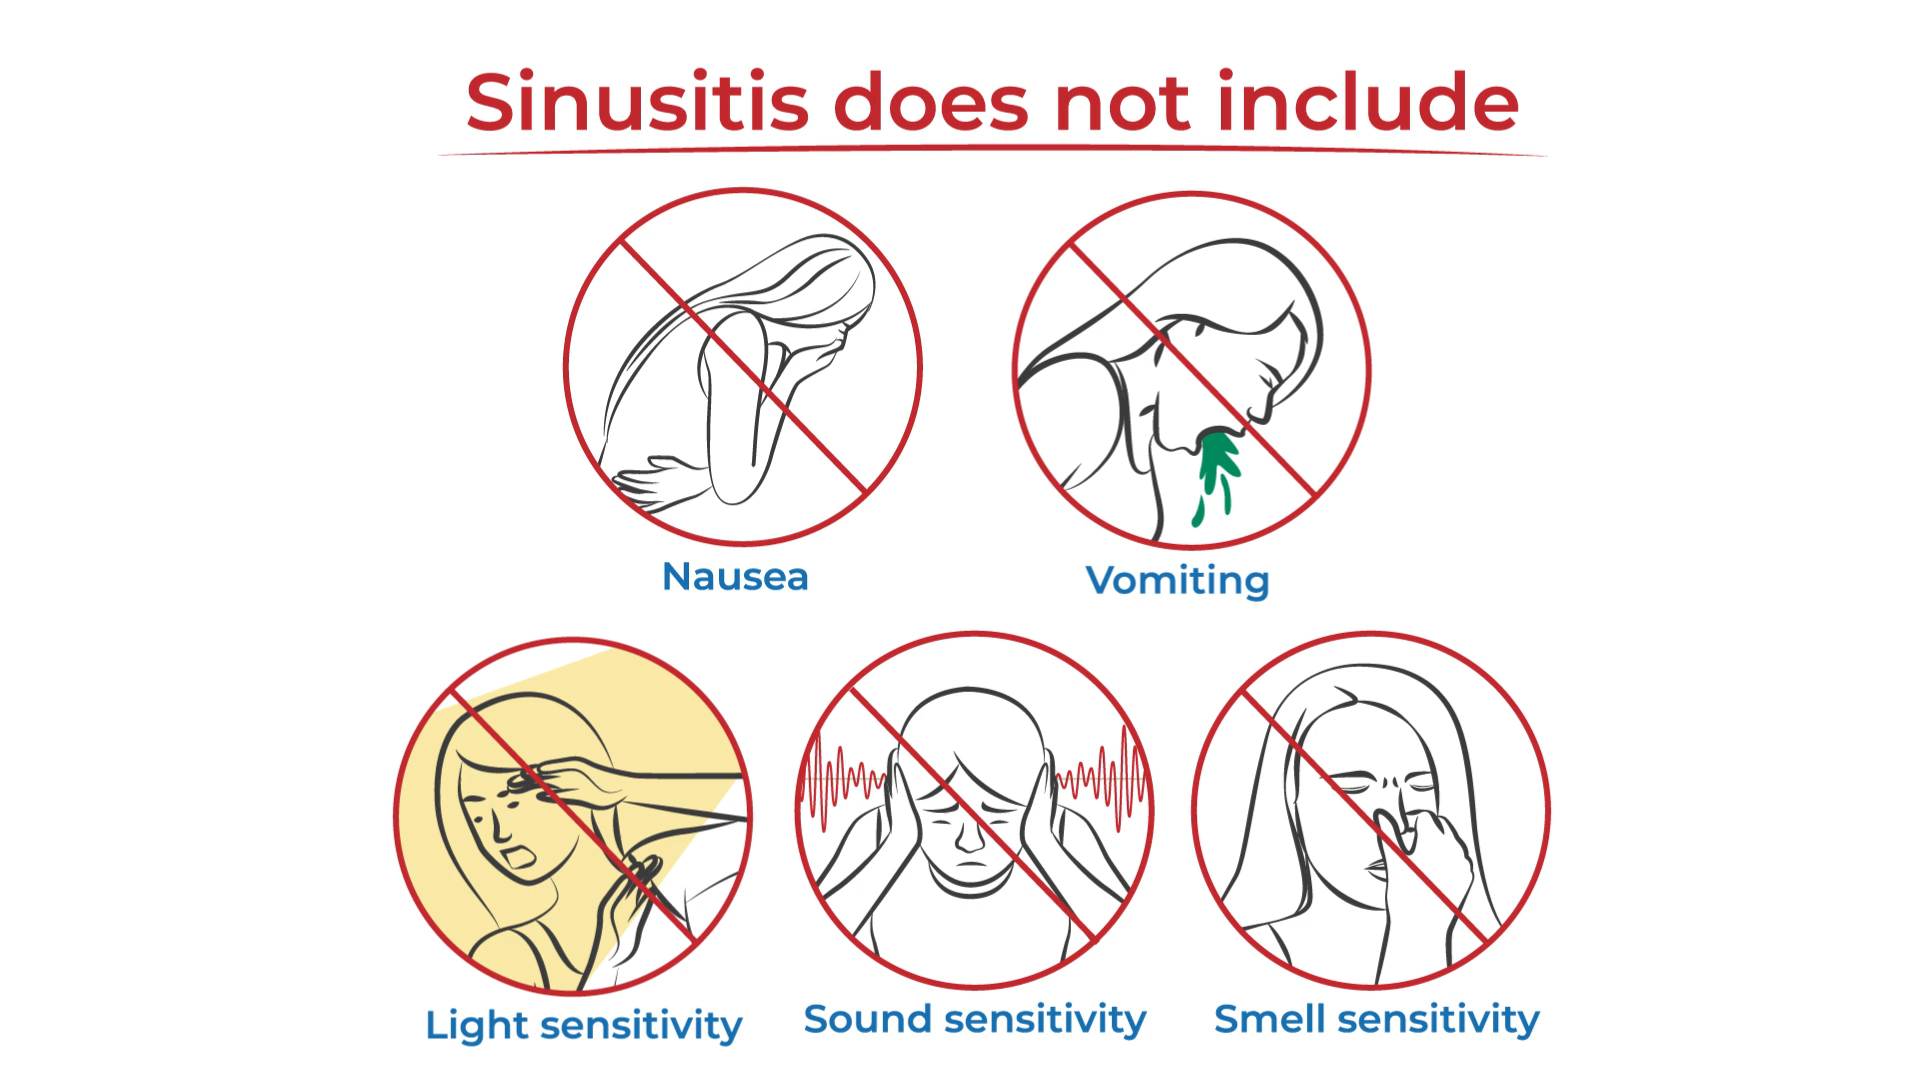 Sinusitis does not include
Nausea
Vomiting
Light sensitivity
Sound sensitivity
Smell sensitivity